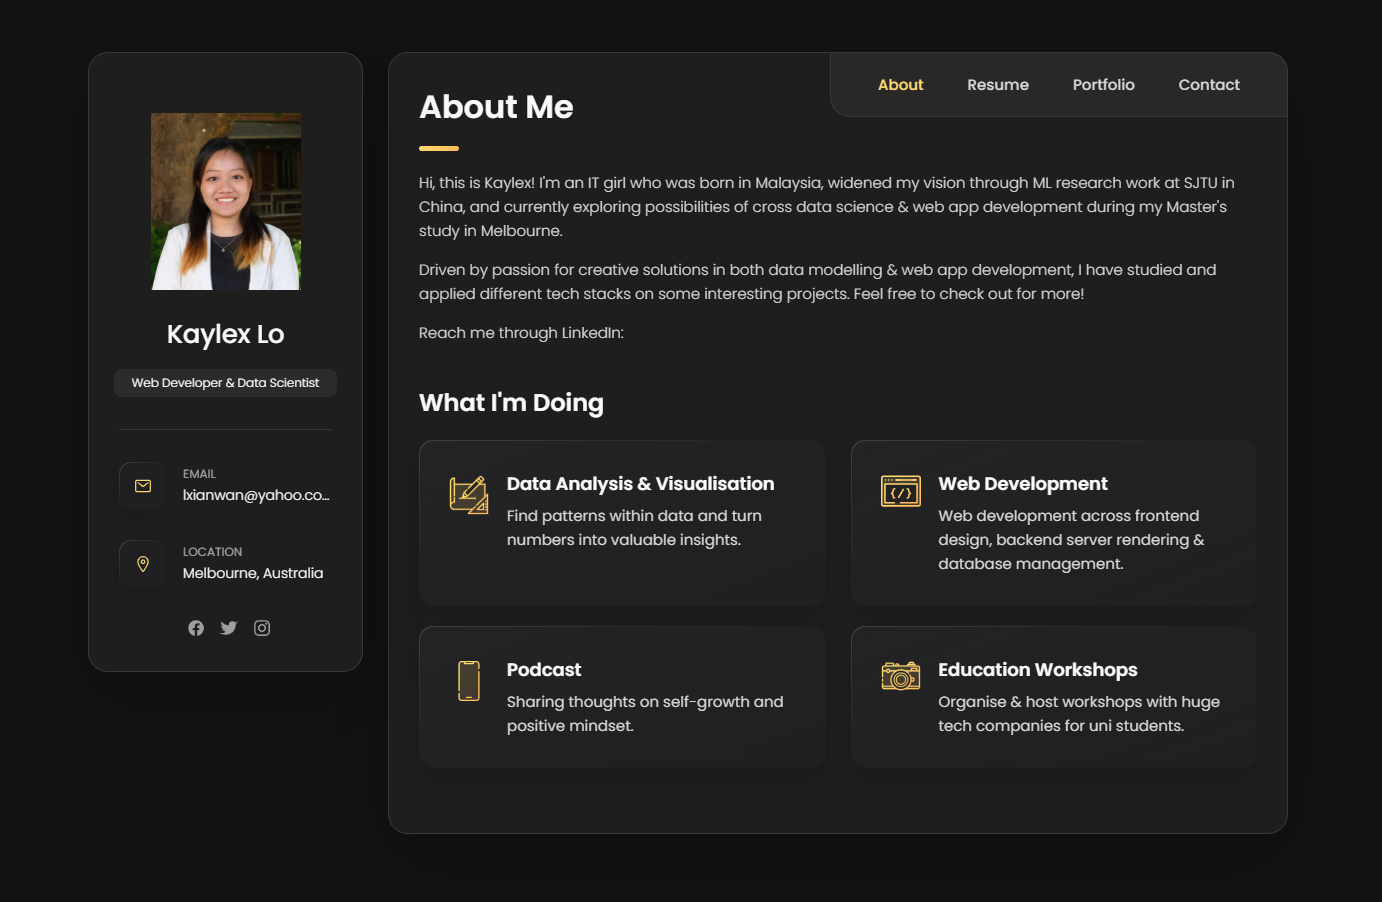 Kaylex Lo
Web Developer & Data Scientist
EMAIL
lxianwan@yahoo.co...
LOCATION
Melbourne, Australia
About
Resume
Portfolio
Contact
About Me
Hi, this is Kaylex! I'm an IT girl who was born in Malaysia, widened my vision through ML research work at SJTU in
China, and currently exploring possibilities of cross data science & web app development during my Master's
study in Melbourne.
Driven by passion for creative solutions in both data modelling & web app development, I have studied and
applied different tech stacks on some interesting projects. Feel free to check out for more!
Reach me through LinkedIn:
What I'm Doing
Data Analysis & Visualisation
Find patterns within data and turn
numbers into valuable insights.
Web Development
Web development across frontend
design, backend server rendering &
database management.
Podcast
Sharing thoughts on self-growth and
positive mindset.
Education Workshops
Organise & host workshops with huge
tech companies for uni students.